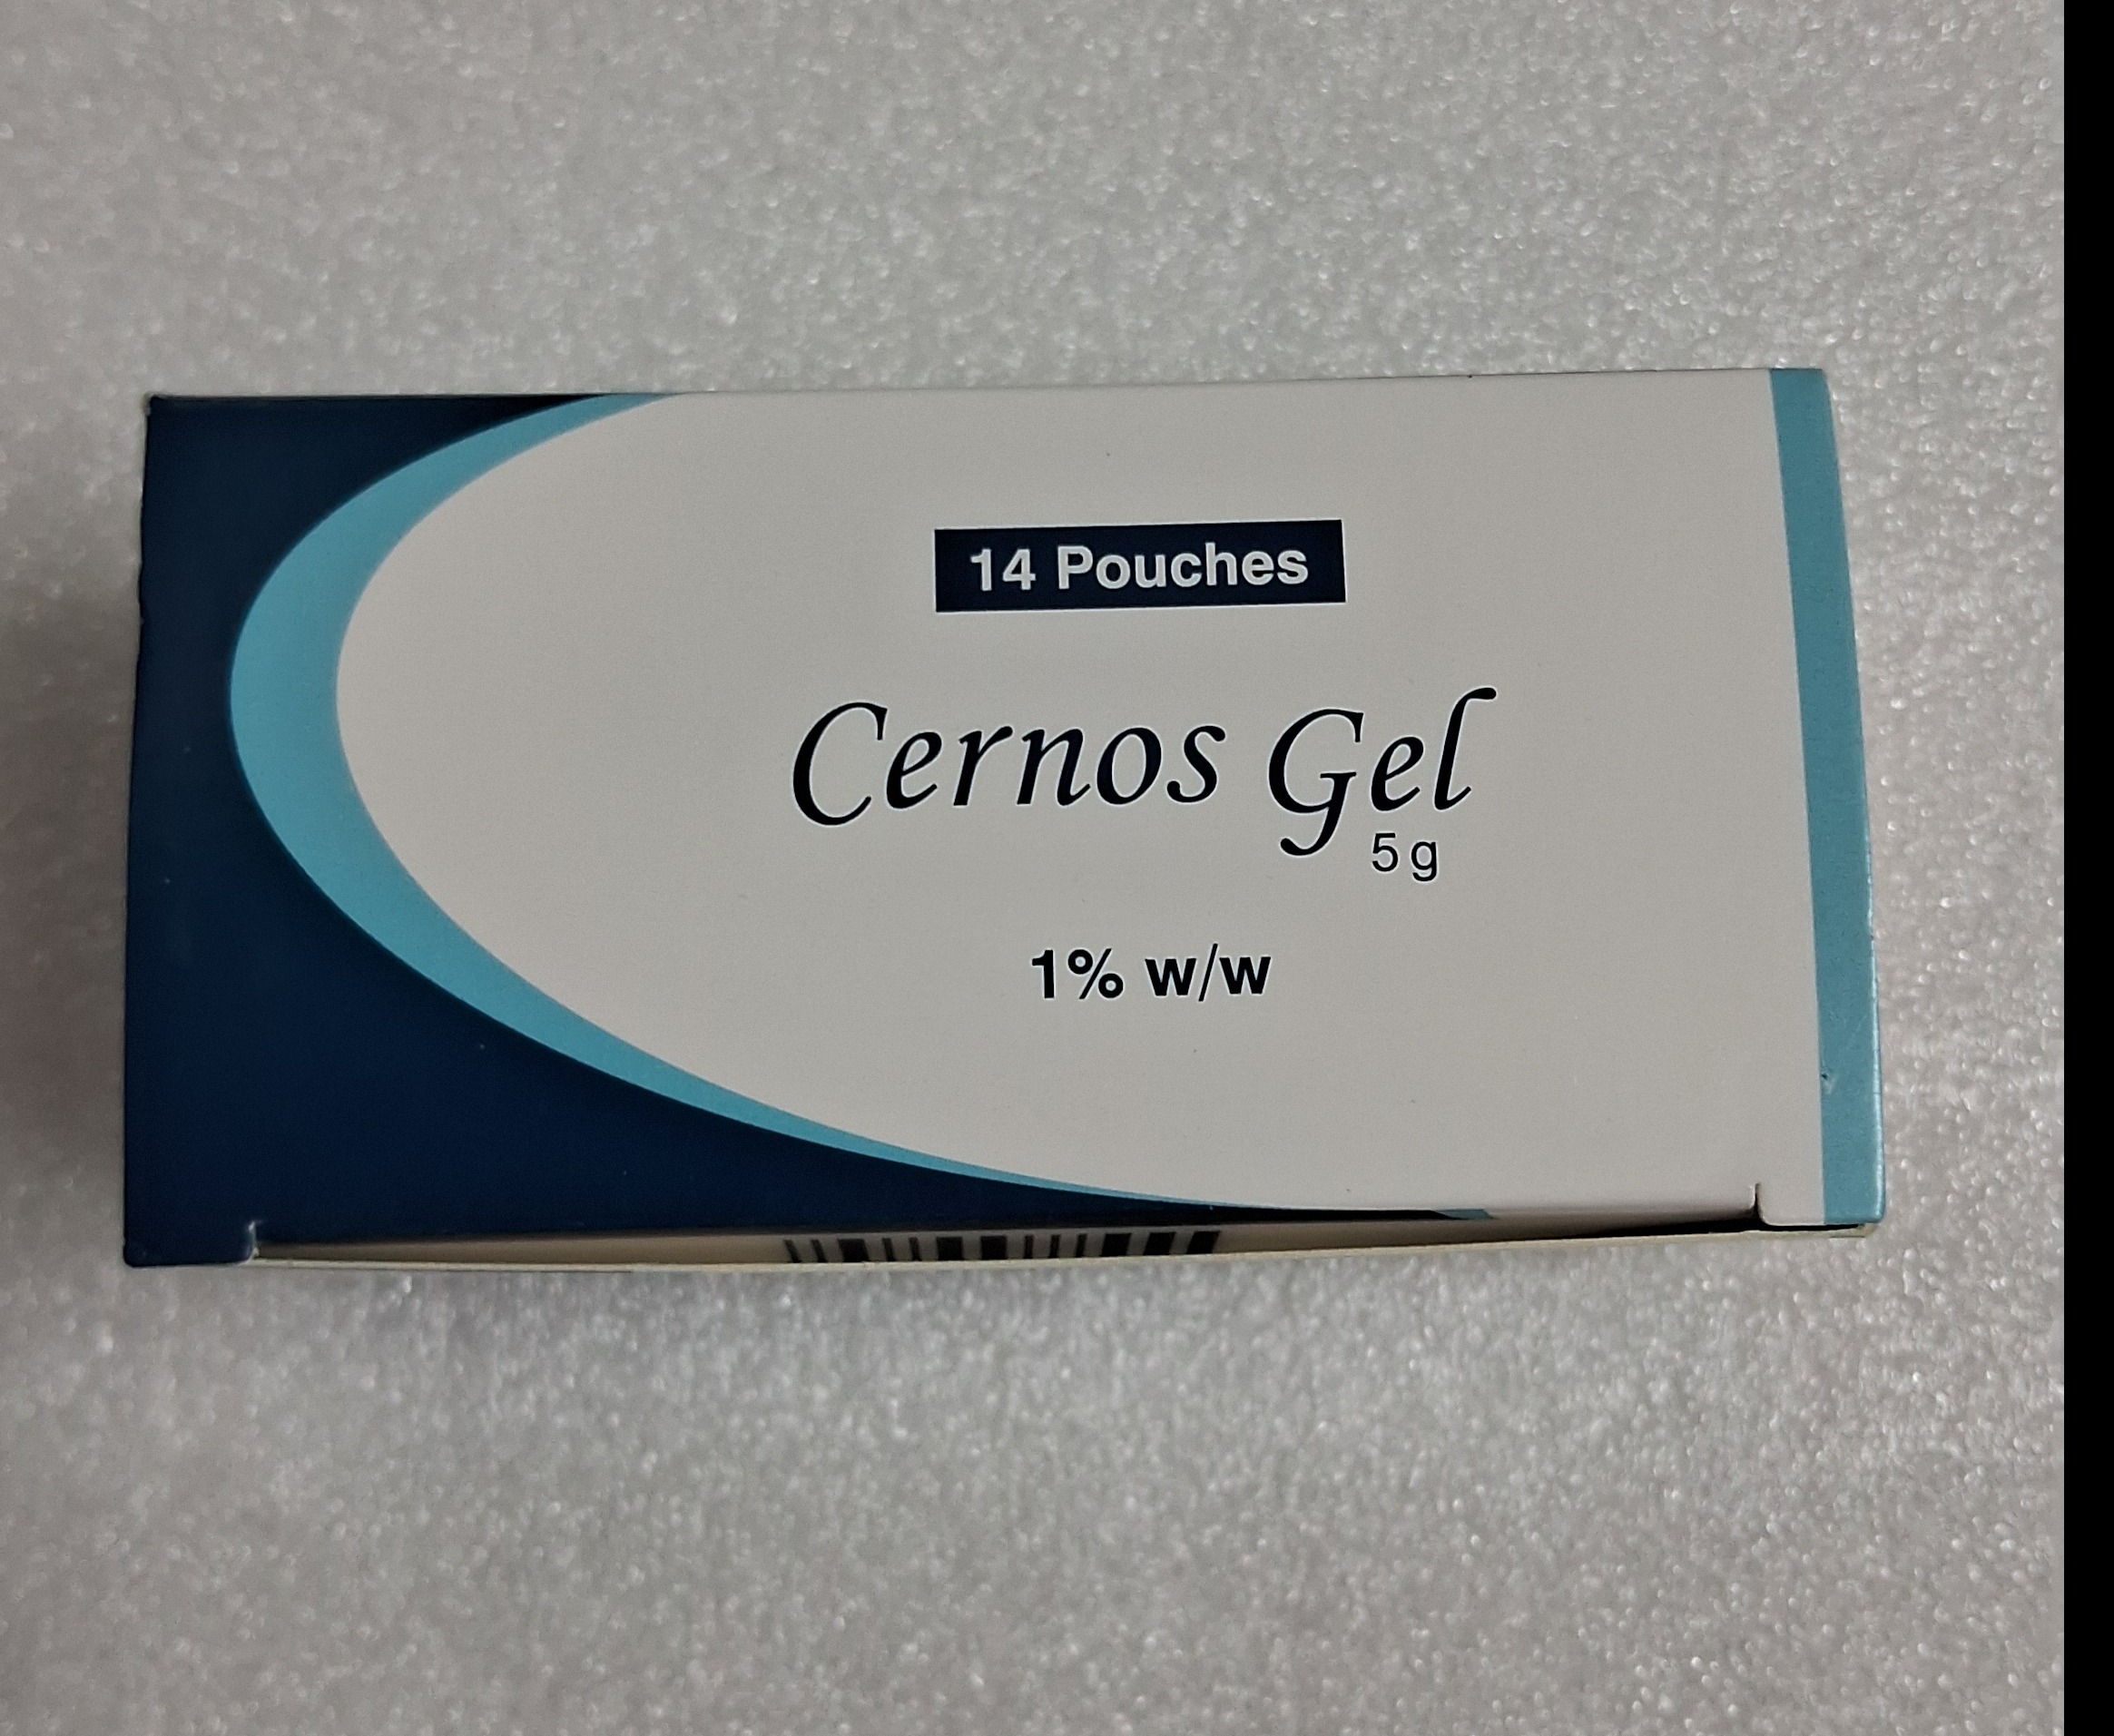 14 Pouches
Cernos Gel
5g
1% w/w